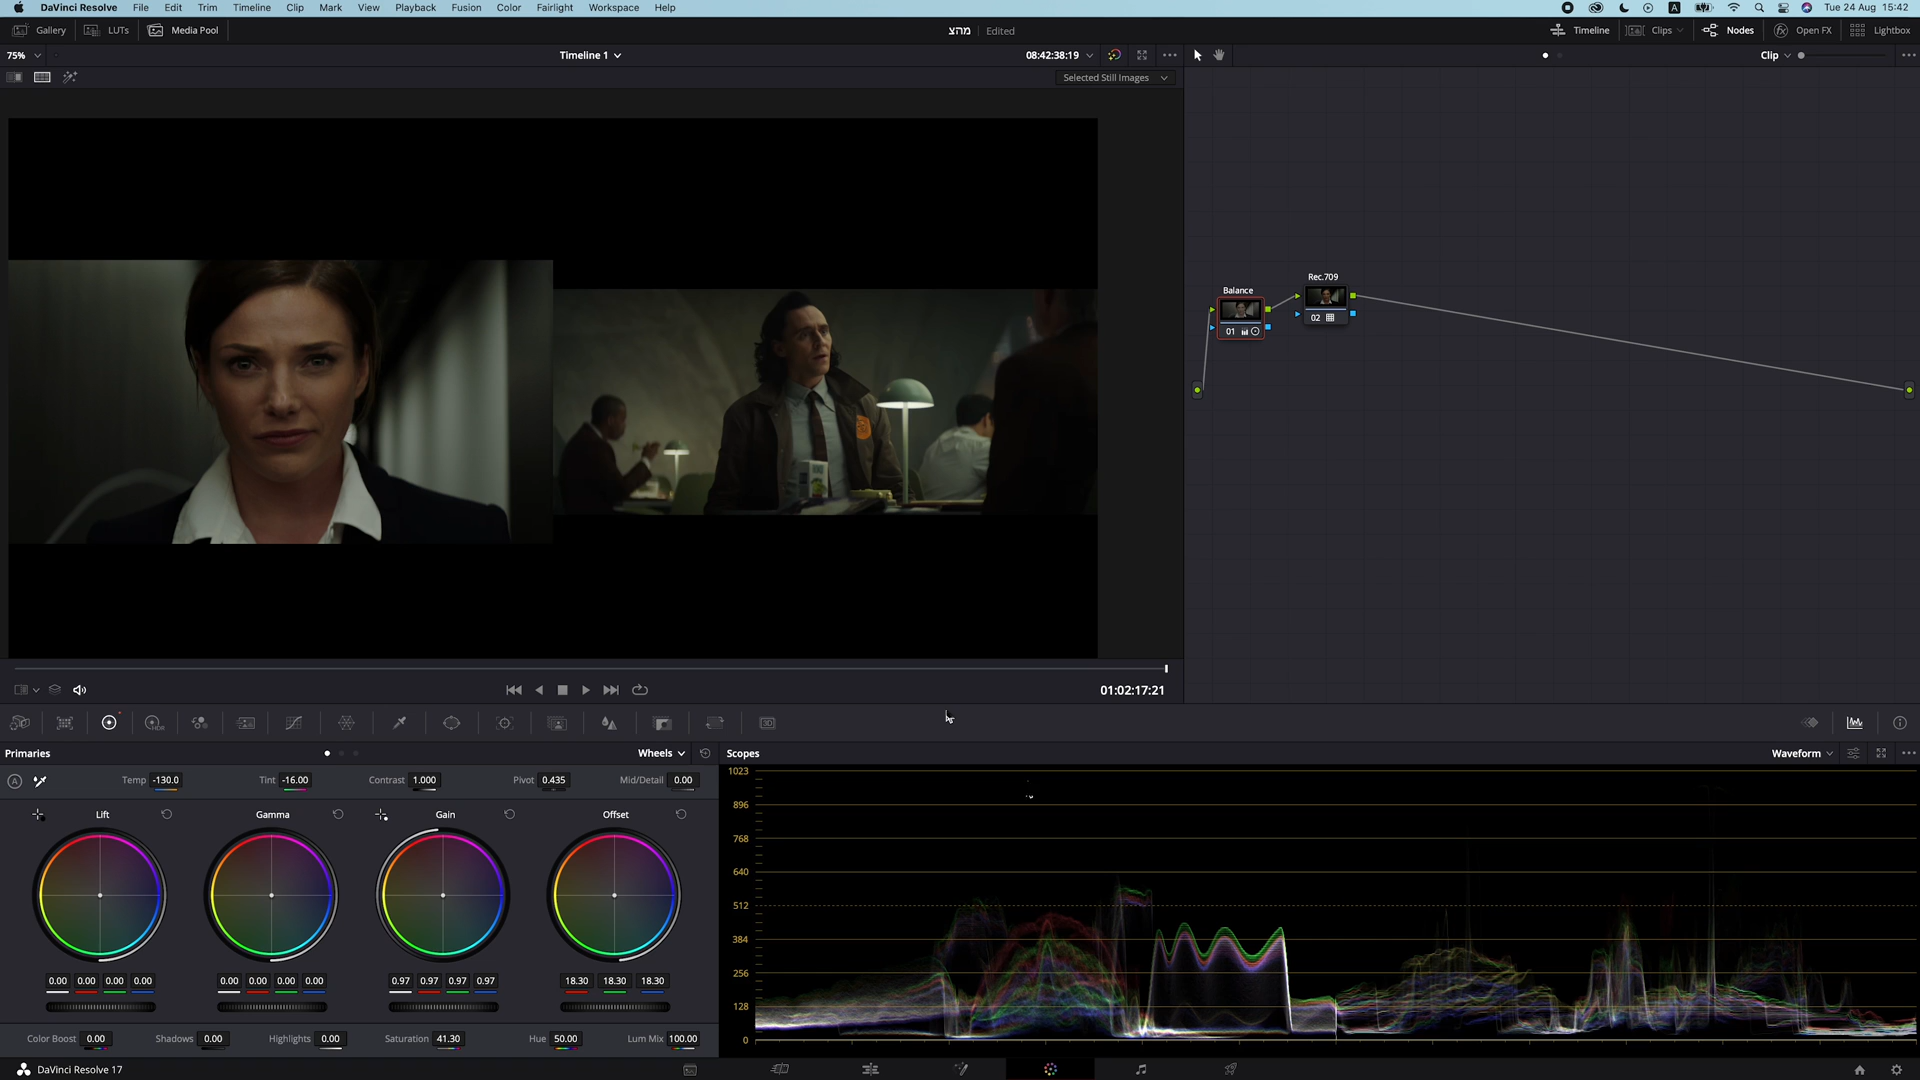 DaVinci Resolve File Edit Trim Timeline Clip Mark View Playback Fusion Color Fairlight Workspace Help A Tue 24 Aug 15:42
Gallery LUTs Media Pool מרצ Edited Timeline Clips Nodes Open FX Lightbox
75% Timeline 1 08:42:38:19 Clip
Selected Still Images
Rec.709
Balance
02
01
01:02:17:21
HDR 3D
Primaries Wheels Scopes Waveform
A Temp -130.0 Tint -16.00 Contrast 1.000 Pivot 0.435 Mid/Detail 0.00
Lift Gamma Gain Offset
0.00 0.00 0.00 0.00 0.00 0.00 0.00 0.00 0.97 0.97 0.97 0.97 18.30 18.30 18.30
Color Boost 0.00 Shadows 0.00 Highlights 0.00 Saturation 41.30 Hue 50.00 Lum Mix 100.00
1023
896
768
640
512
384
256
128
0
DaVinci Resolve 17